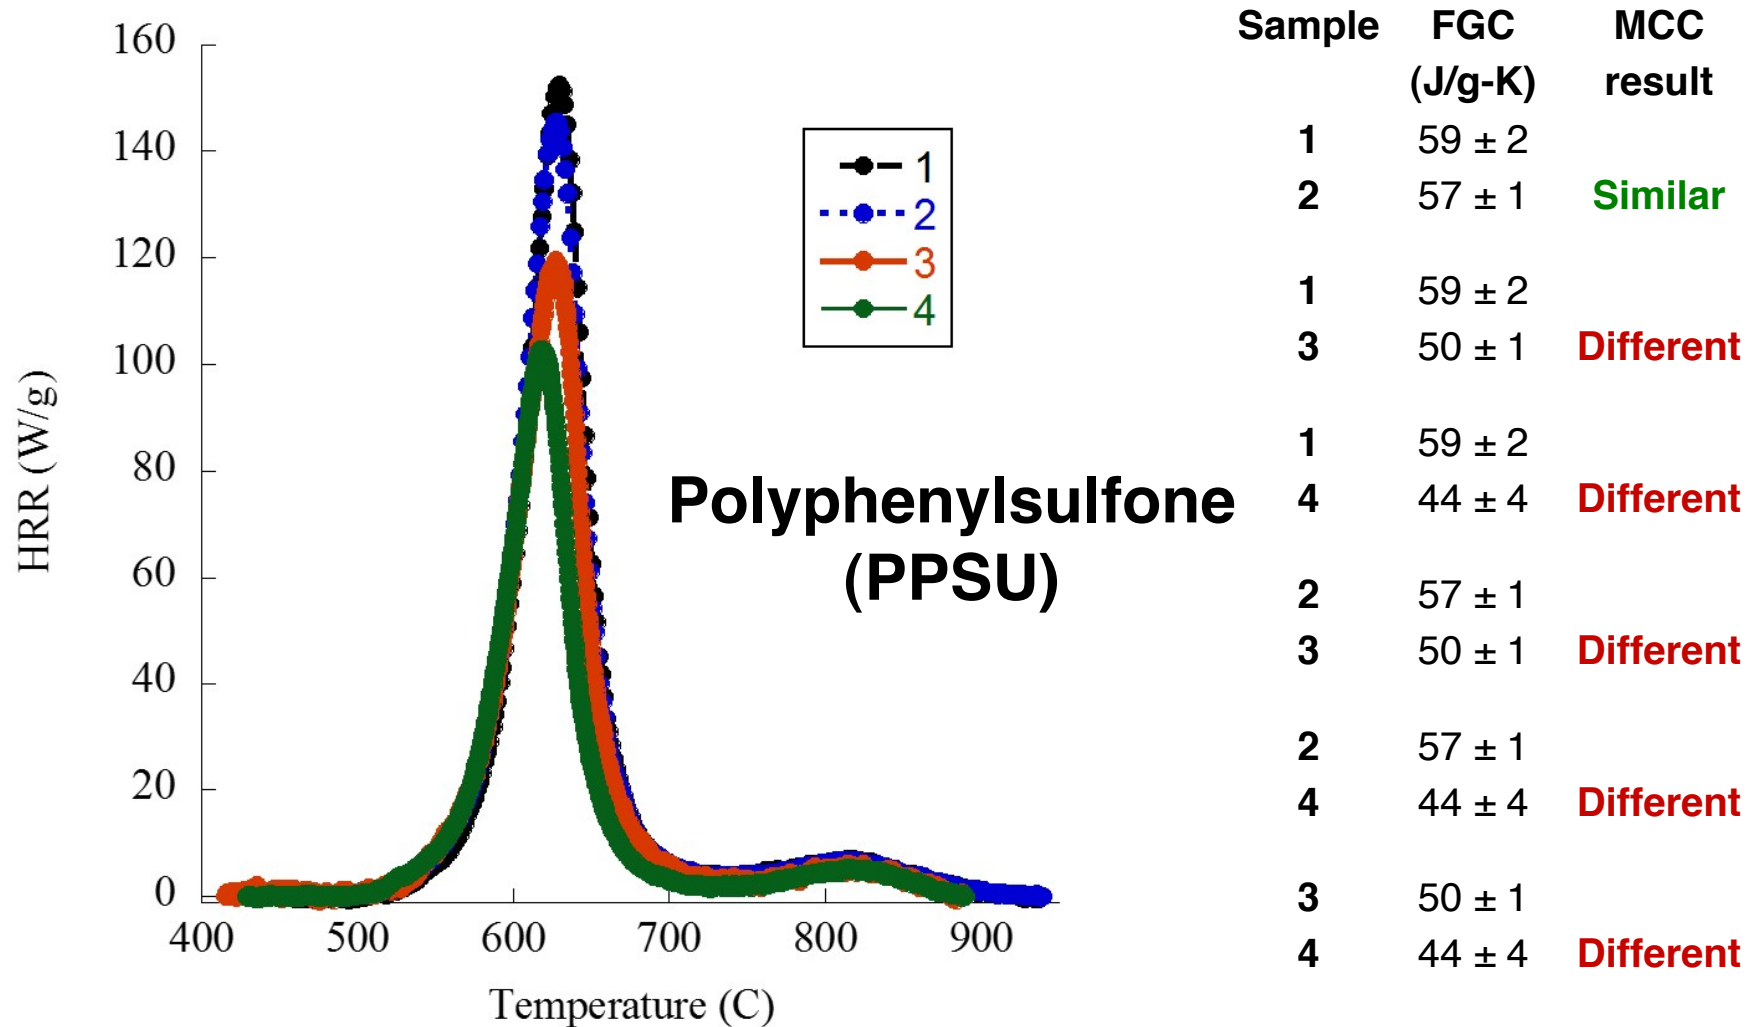 160
140
120
100
80
60
40
20
0
HRR (W/g)
400 500 600 700 800 900
Temperature (C)
1
2
3
4
Polyphenylsulfone
(PPSU)
Sample FGC MCC
(J/g-K) result
1 59 ± 2
2 57 ± 1 Similar
1 59 ± 2
3 50 ± 1 Different
1 59 ± 2
4 44 ± 4 Different
2 57 ± 1
3 50 ± 1 Different
2 57 ± 1
4 44 ± 4 Different
3 50 ± 1
4 44 ± 4 Different